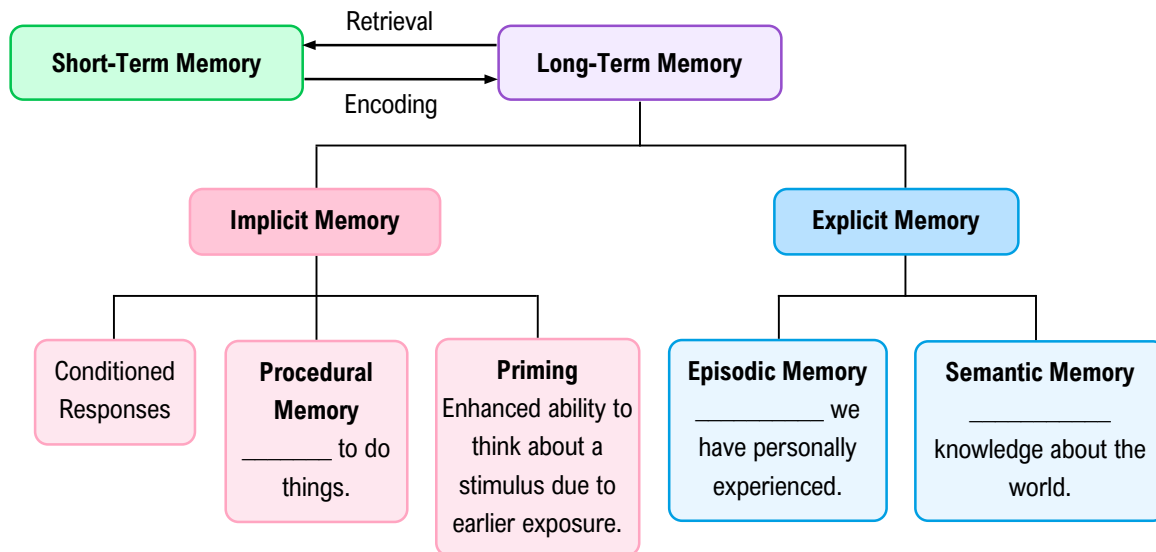 Retrieval
Short-Term Memory
Long-Term Memory
Encoding
Implicit Memory
Explicit Memory
Conditioned
Responses
Procedural
Memory
_______ to do
things.
Priming
Enhanced ability to
think about a
stimulus due to
earlier exposure.
Episodic Memory
__________ we
have personally
experienced.
Semantic Memory
___________
knowledge about the
world.